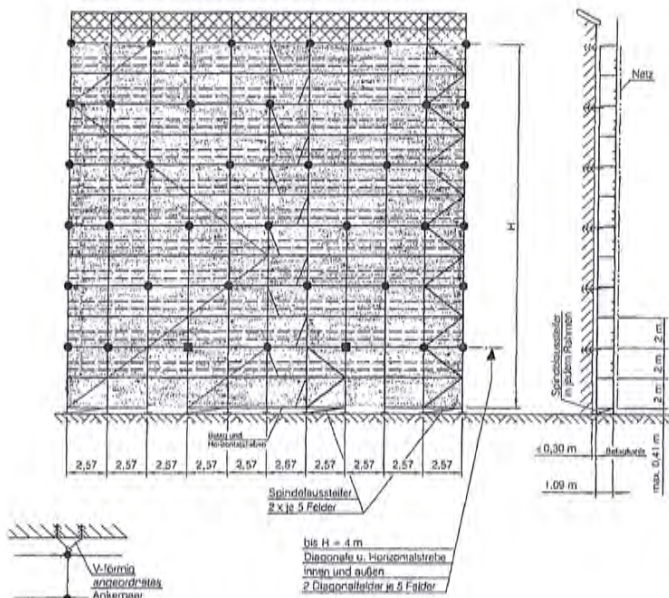 Netz
H
Spindelaussteifer
in jedem Rahmen
2 m
2 m
2 m
max. 0,41 m
≤ 0,30 m
1,09 m
Horizontalstreben
2,57 2,57 2,57 2,57 2,57 2,57 2,57 2,57 2,57 2,57
Spindelaussteifer
2 x je 5 Felder
bis H = 4 m
Diagonale u. Horizontalstrebe
innen und außen
2 Diagonalfelder je 5 Felder
V-förmig
angeordnetes
Ankerpaar